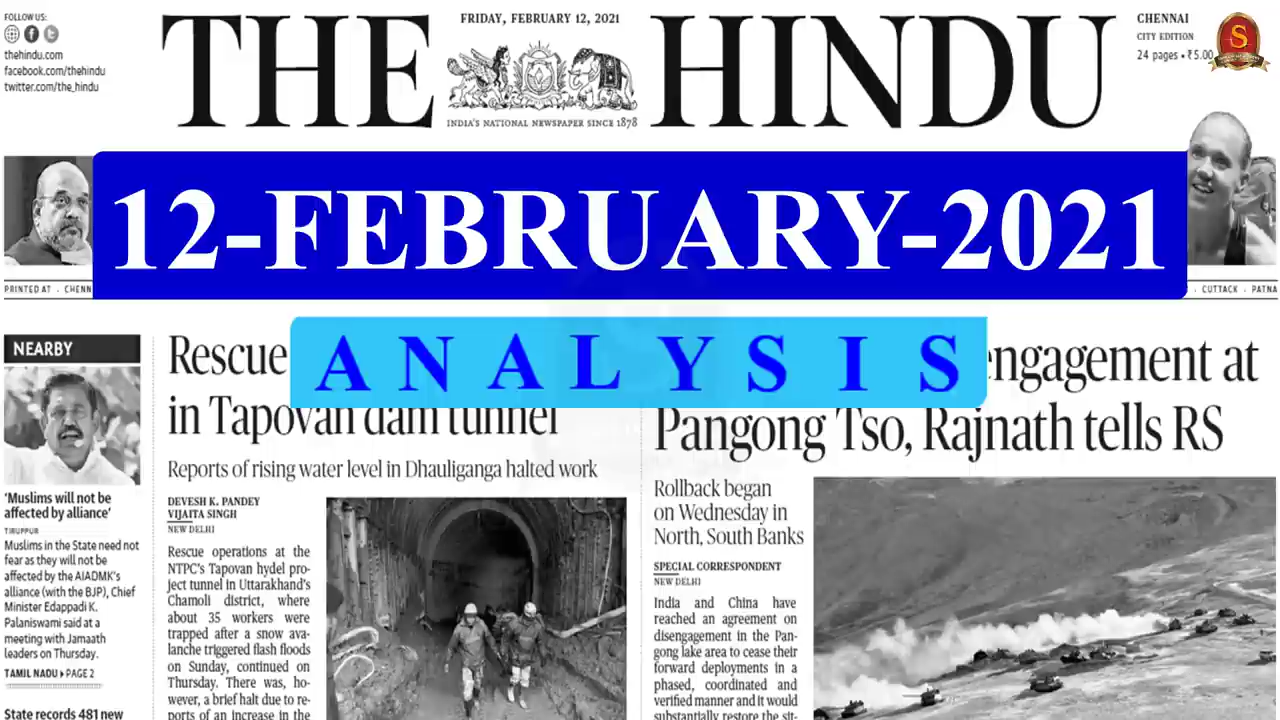 FOLLOW US:
thehindu.com
facebook.com/thehindu
twitter.com/the_hindu
FRIDAY, FEBRUARY 12, 2021
THE HINDU
INDIA'S NATIONAL NEWSPAPER SINCE 1878
CHENNAI
CITY EDITION
24 pages • ₹5.00
S
12-FEBRUARY-2021
PRINTED AT . CHENN
. CUTTACK . PATNA
ANALYSIS
NEARBY
'Muslims will not be
affected by alliance'
TIRUPPUR
Muslims in the State need not
fear as they will not be
affected by the AIADMK's
alliance (with the BJP), Chief
Minister Edappadi K.
Palaniswami said at a
meeting with Jamaath
leaders on Thursday.
TAMIL NADU ▸ PAGE 2
State records 481 new
Rescue
in Tapovan dam tunnel
Reports of rising water level in Dhauliganga halted work
DEVESH K. PANDEY
VIJAITA SINGH
NEW DELHI
Rescue operations at the
NTPC's Tapovan hydel pro-
ject tunnel in Uttarakhand's
Chamoli district, where
about 35 workers were
trapped after a snow ava-
lanche triggered flash floods
on Sunday, continued on
Thursday. There was, ho-
wever, a brief halt due to re-
ports of an increase in the
engagement at
Pangong Tso, Rajnath tells RS
Rollback began
on Wednesday in
North, South Banks
SPECIAL CORRESPONDENT
NEW DELHI
India and China have
reached an agreement on
disengagement in the Pan-
gong lake area to cease their
forward deployments in a
phased, coordinated and
verified manner and it would
substantially restore the sit-